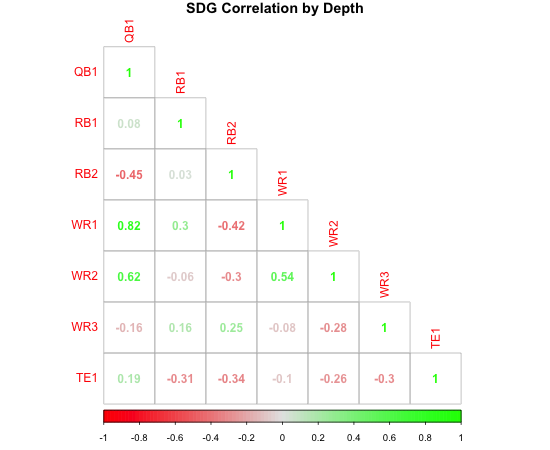 SDG Correlation by Depth
QB1
QB1 1 RB1
RB1 0.08 1 RB2
RB2 -0.45 0.03 1 WR1
WR1 0.82 0.3 -0.42 1 WR2
WR2 0.62 -0.06 -0.3 0.54 1 WR3
WR3 -0.16 0.16 0.25 -0.08 -0.28 1 TE1
TE1 0.19 -0.31 -0.34 -0.1 -0.26 -0.3 1
-1 -0.8 -0.6 -0.4 -0.2 0 0.2 0.4 0.6 0.8 1